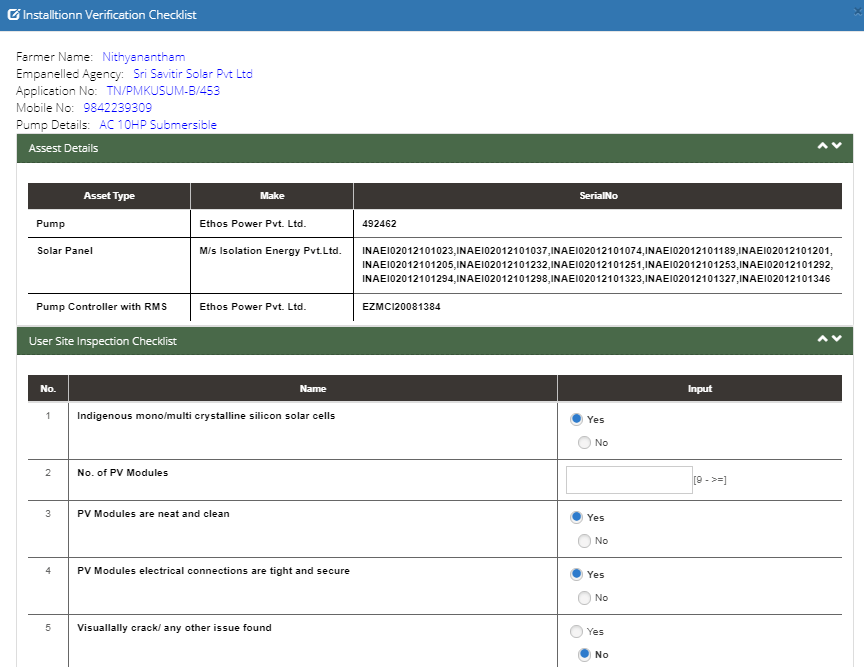 Installtionn Verification Checklist
Farmer Name: Nithyanantham
Empanelled Agency: Sri Savitir Solar Pvt Ltd
Application No: TN/PMKUSUM-B/453
Mobile No: 9842239309
Pump Details: AC 10HP Submersible
Assest Details
Asset Type Make SerialNo
Pump Ethos Power Pvt. Ltd. 492462
Solar Panel M/s Isolation Energy Pvt.Ltd. INAEI02012101023,INAEI02012101037,INAEI02012101074,INAEI02012101189,INAEI02012101201,
INAEI02012101205,INAEI02012101232,INAEI02012101251,INAEI02012101253,INAEI02012101292,
INAEI02012101294,INAEI02012101298,INAEI02012101323,INAEI02012101327,INAEI02012101346
Pump Controller with RMS Ethos Power Pvt. Ltd. EZMCI20081384
User Site Inspection Checklist
No. Name Input
1 Indigenous mono/multi crystalline silicon solar cells Yes
No
2 No. of PV Modules [9 - >=]
3 PV Modules are neat and clean Yes
No
4 PV Modules electrical connections are tight and secure Yes
No
5 Visuallally crack/ any other issue found Yes
No